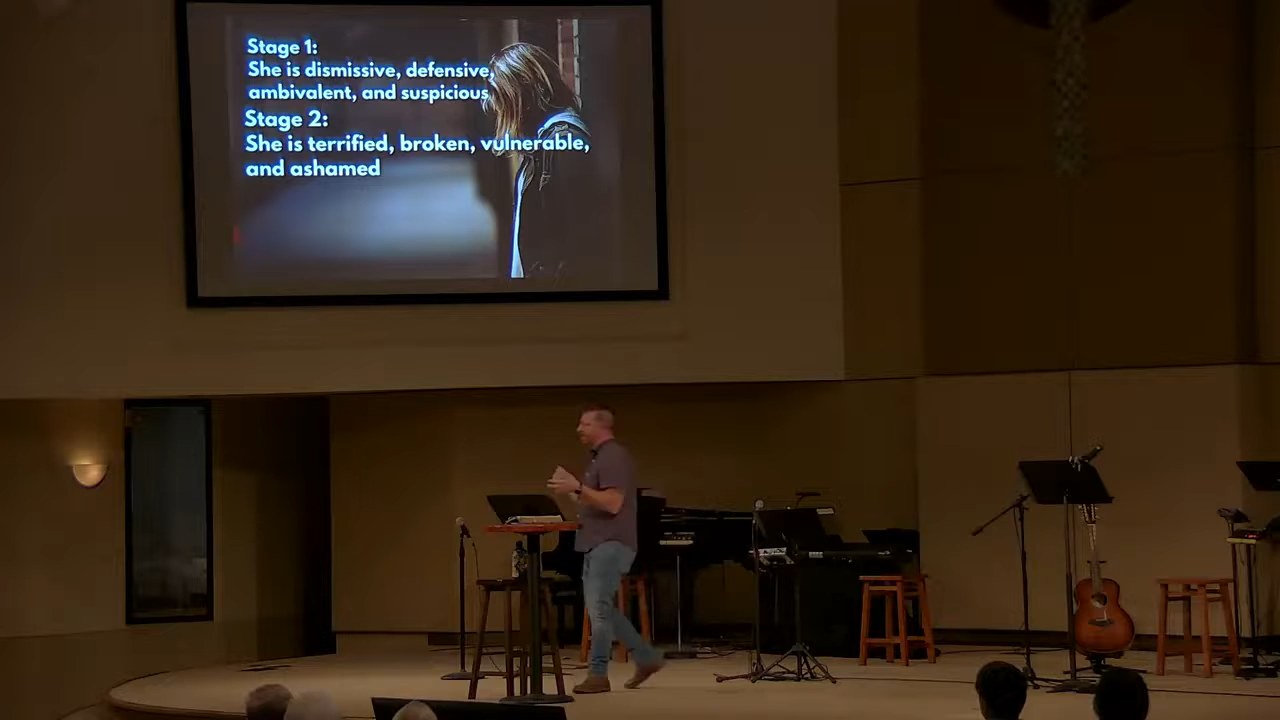 Stage 1:
She is dismissive, defensive,
ambivalent, and suspicious
Stage 2:
She is terrified, broken, vulnerable,
and ashamed